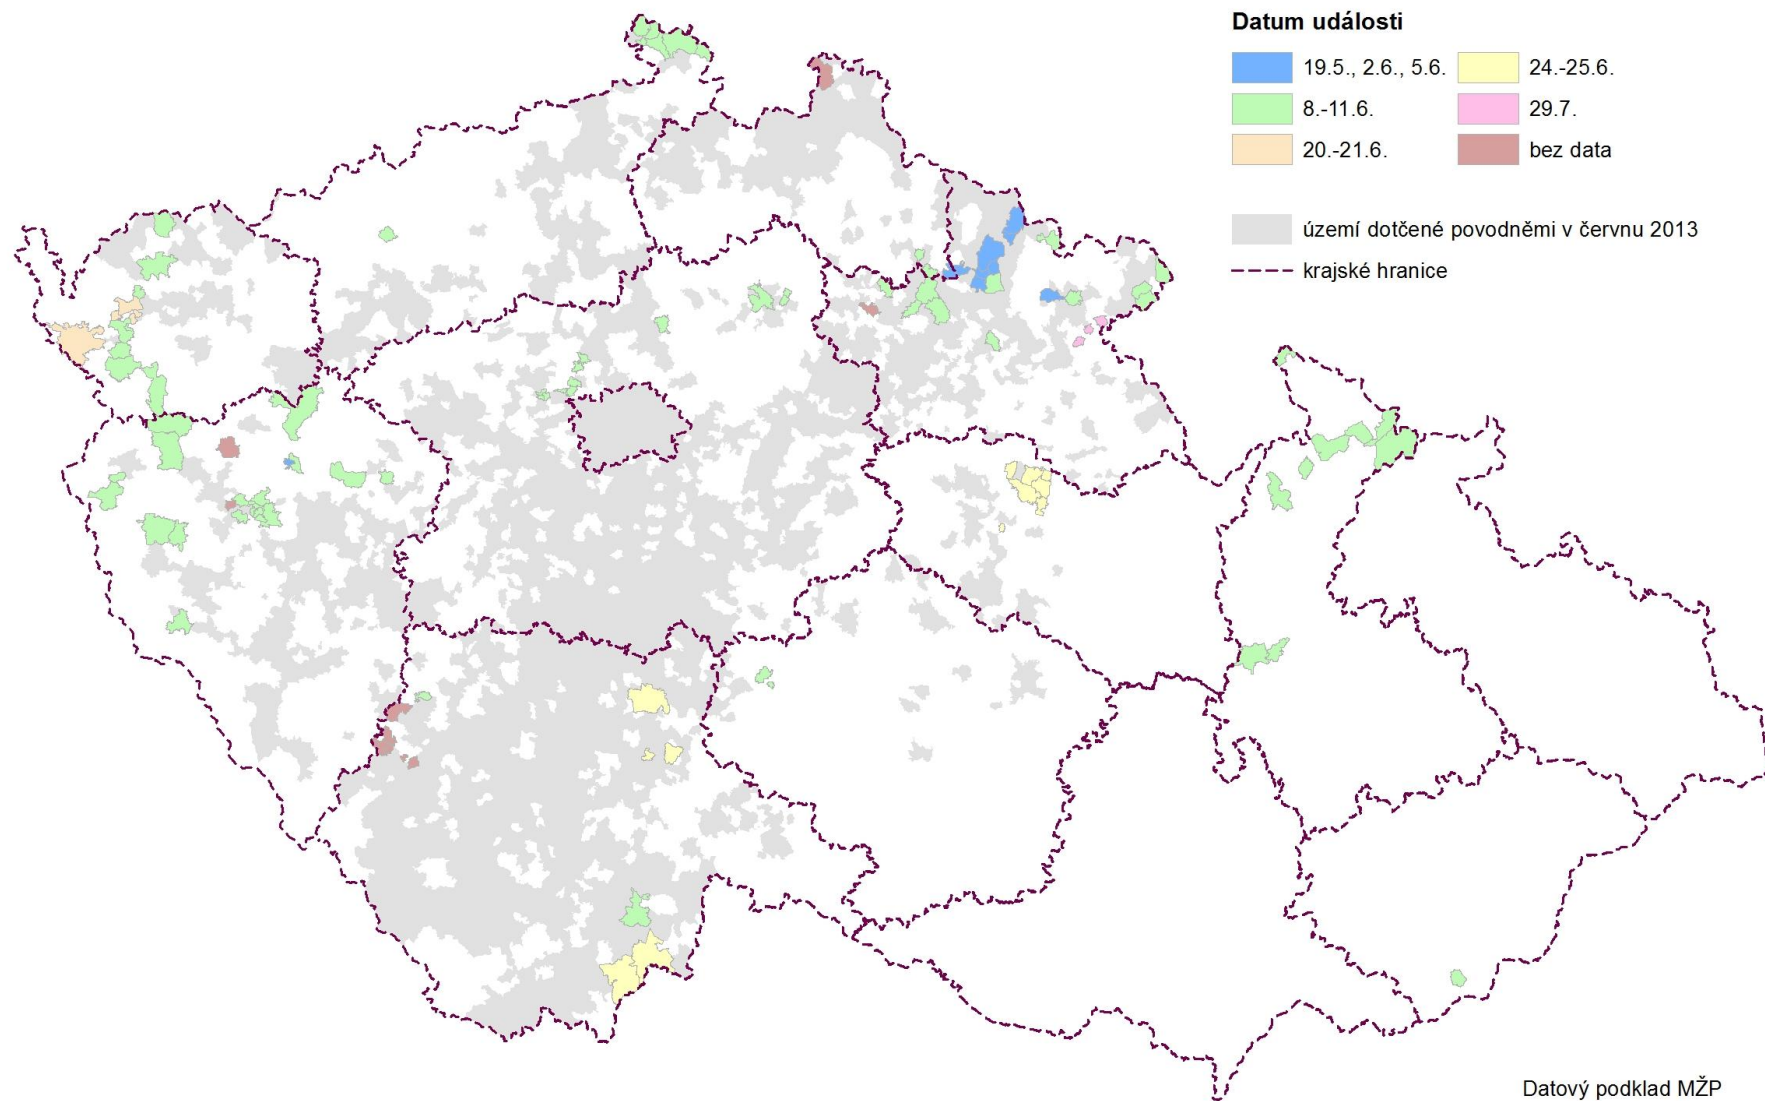 Datum události
19.5., 2.6., 5.6.
24.-25.6.
8.-11.6.
29.7.
20.-21.6.
bez data
území dotčené povodněmi v červnu 2013
krajské hranice
Datový podklad MŽP